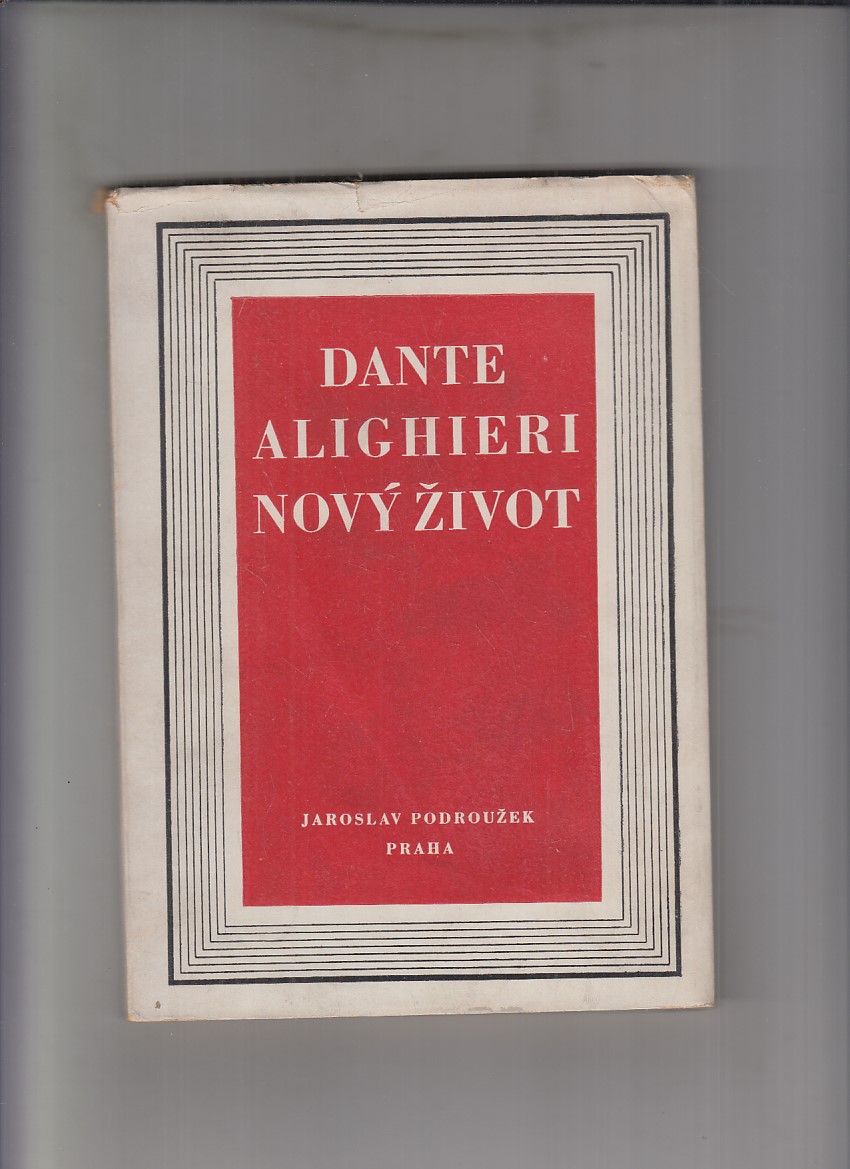 DANTE
ALIGHIERI
NOVÝ ŽIVOT
JAROSLAV PODROUŽEK
PRAHA